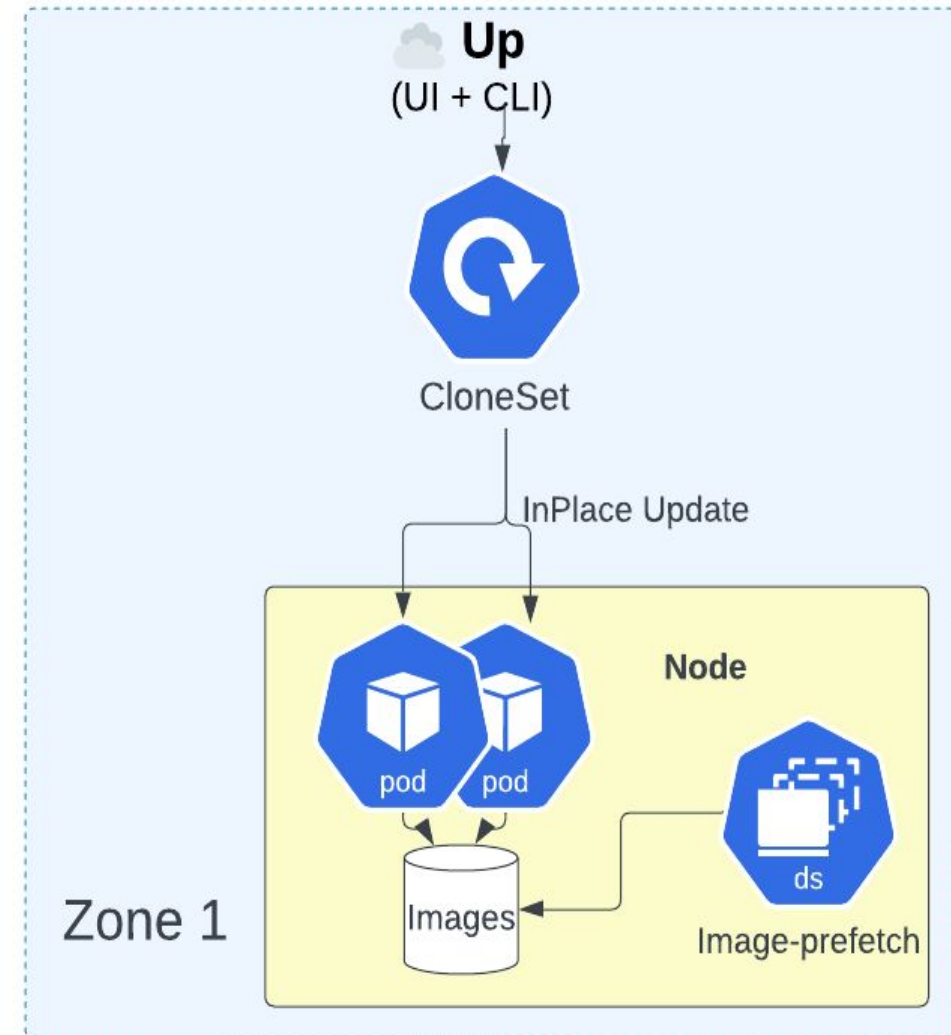 Up
(UI + CLI)
CloneSet
InPlace Update
Node
pod
pod
ds
Images
Image-prefetch
Zone 1